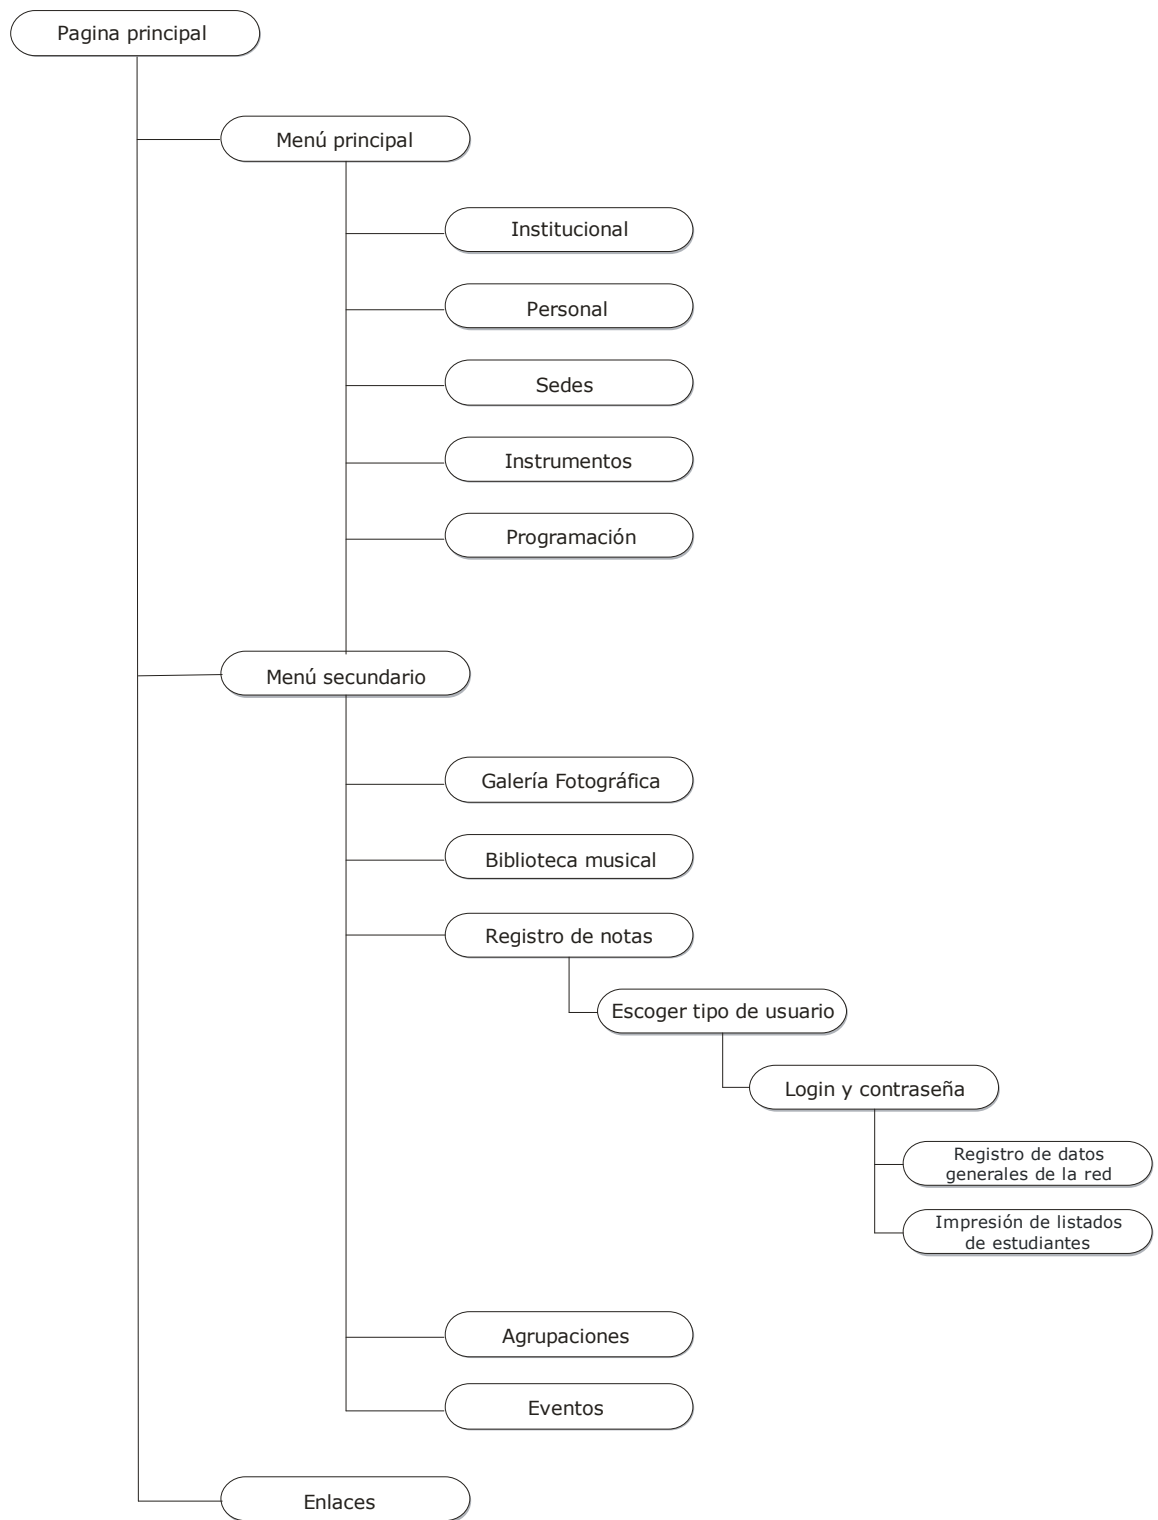 Pagina principal
Menú principal
Institucional
Personal
Sedes
Instrumentos
Programación
Menú secundario
Galería Fotográfica
Biblioteca musical
Registro de notas
Escoger tipo de usuario
Login y contraseña
Registro de datos
generales de la red
Impresión de listados
de estudiantes
Agrupaciones
Eventos
Enlaces